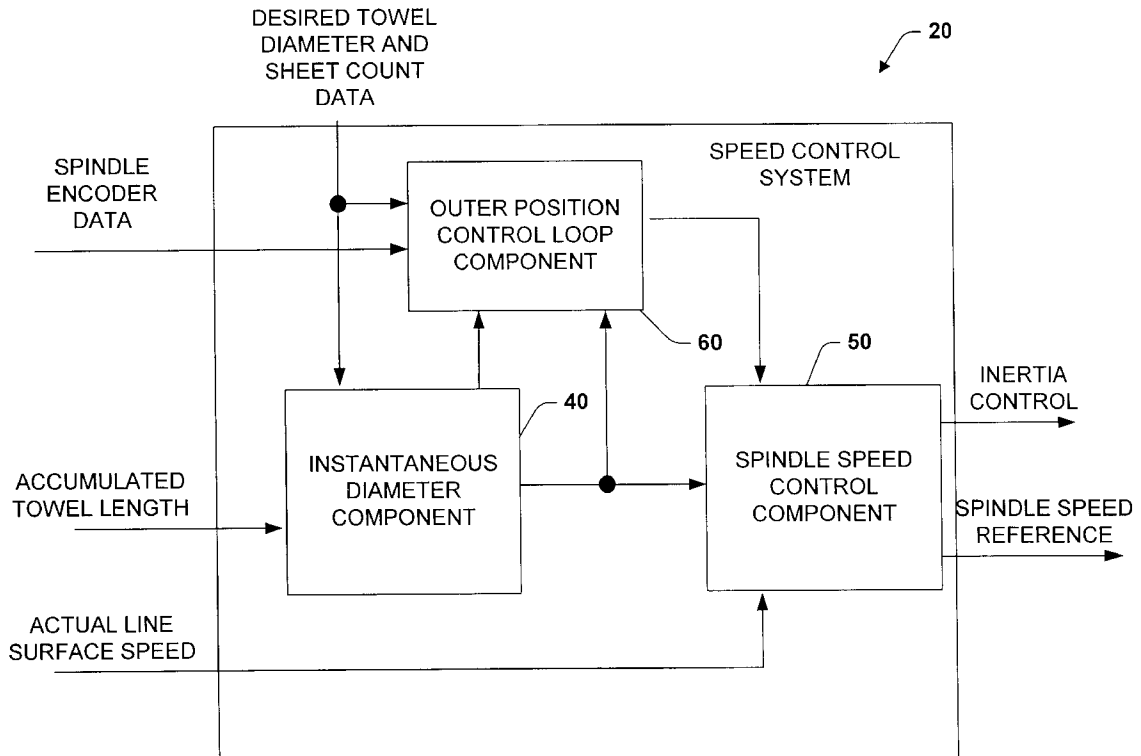 DESIRED TOWEL
DIAMETER AND
SHEET COUNT
DATA
20
SPINDLE
ENCODER
DATA
SPEED CONTROL
SYSTEM
OUTER POSITION
CONTROL LOOP
COMPONENT
60
50
40
INERTIA
CONTROL
INSTANTANEOUS
DIAMETER
COMPONENT
SPINDLE SPEED
CONTROL
COMPONENT
ACCUMULATED
TOWEL LENGTH
SPINDLE SPEED
REFERENCE
ACTUAL LINE
SURFACE SPEED